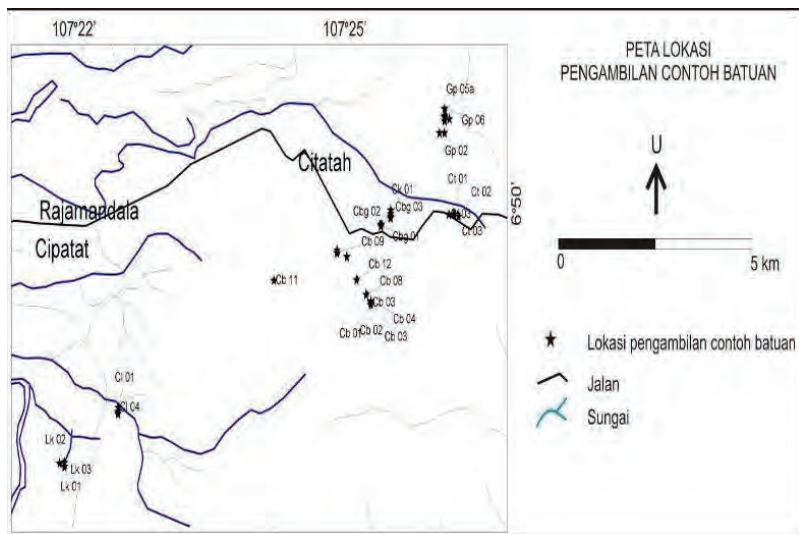 107°22'
107°25'
PETA LOKASI
PENGAMBILAN CONTOH BATUAN
Gp 05a
Gp 06
Gp 02
U
Citatah
Ct 01
Ck 01
Ct 02
Cbg 03
Cbg 02
03
6°50'
Rajamandala
Cbg 01
Ct 03
Cipatat
Cb 09
Cb 12
0
5 km
Cb 11
Cb 08
Cb 03
Cb 04
Cb 01
Cb 02
Cb 03
Lokasi pengambilan contoh batuan
Cl 01
Jalan
Cl 04
Sungai
Lk 02
Lk 03
Lk 01